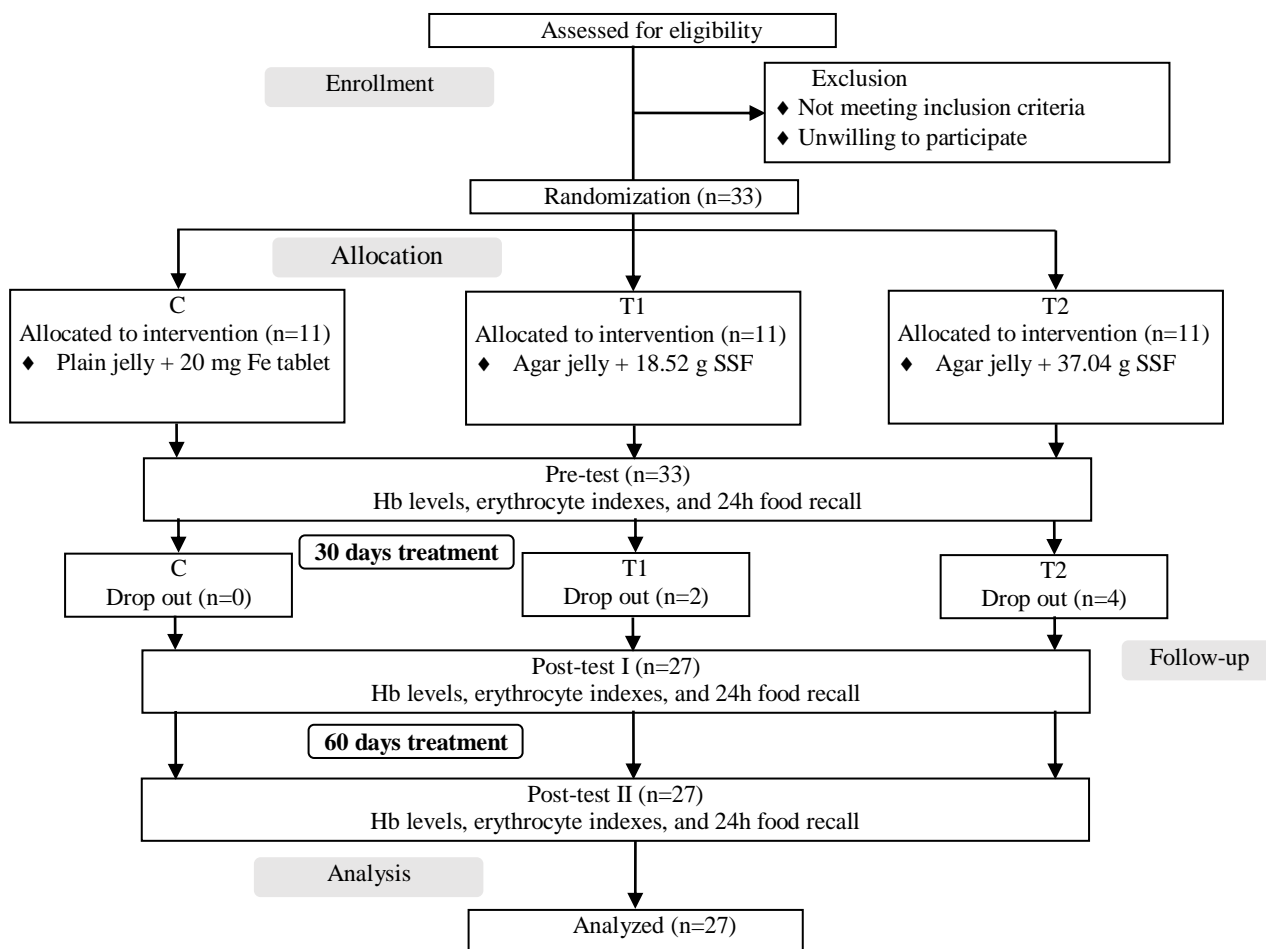 Assessed for eligibility
Enrollment
Exclusion
♦ Not meeting inclusion criteria
♦ Unwilling to participate
Randomization (n=33)
Allocation
C
Allocated to intervention (n=11)
♦ Plain jelly + 20 mg Fe tablet
T1
Allocated to intervention (n=11)
♦ Agar jelly + 18.52 g SSF
T2
Allocated to intervention (n=11)
♦ Agar jelly + 37.04 g SSF
Pre-test (n=33)
Hb levels, erythrocyte indexes, and 24h food recall
30 days treatment
C
Drop out (n=0)
T1
Drop out (n=2)
T2
Drop out (n=4)
Follow-up
Post-test I (n=27)
Hb levels, erythrocyte indexes, and 24h food recall
60 days treatment
Post-test II (n=27)
Hb levels, erythrocyte indexes, and 24h food recall
Analysis
Analyzed (n=27)